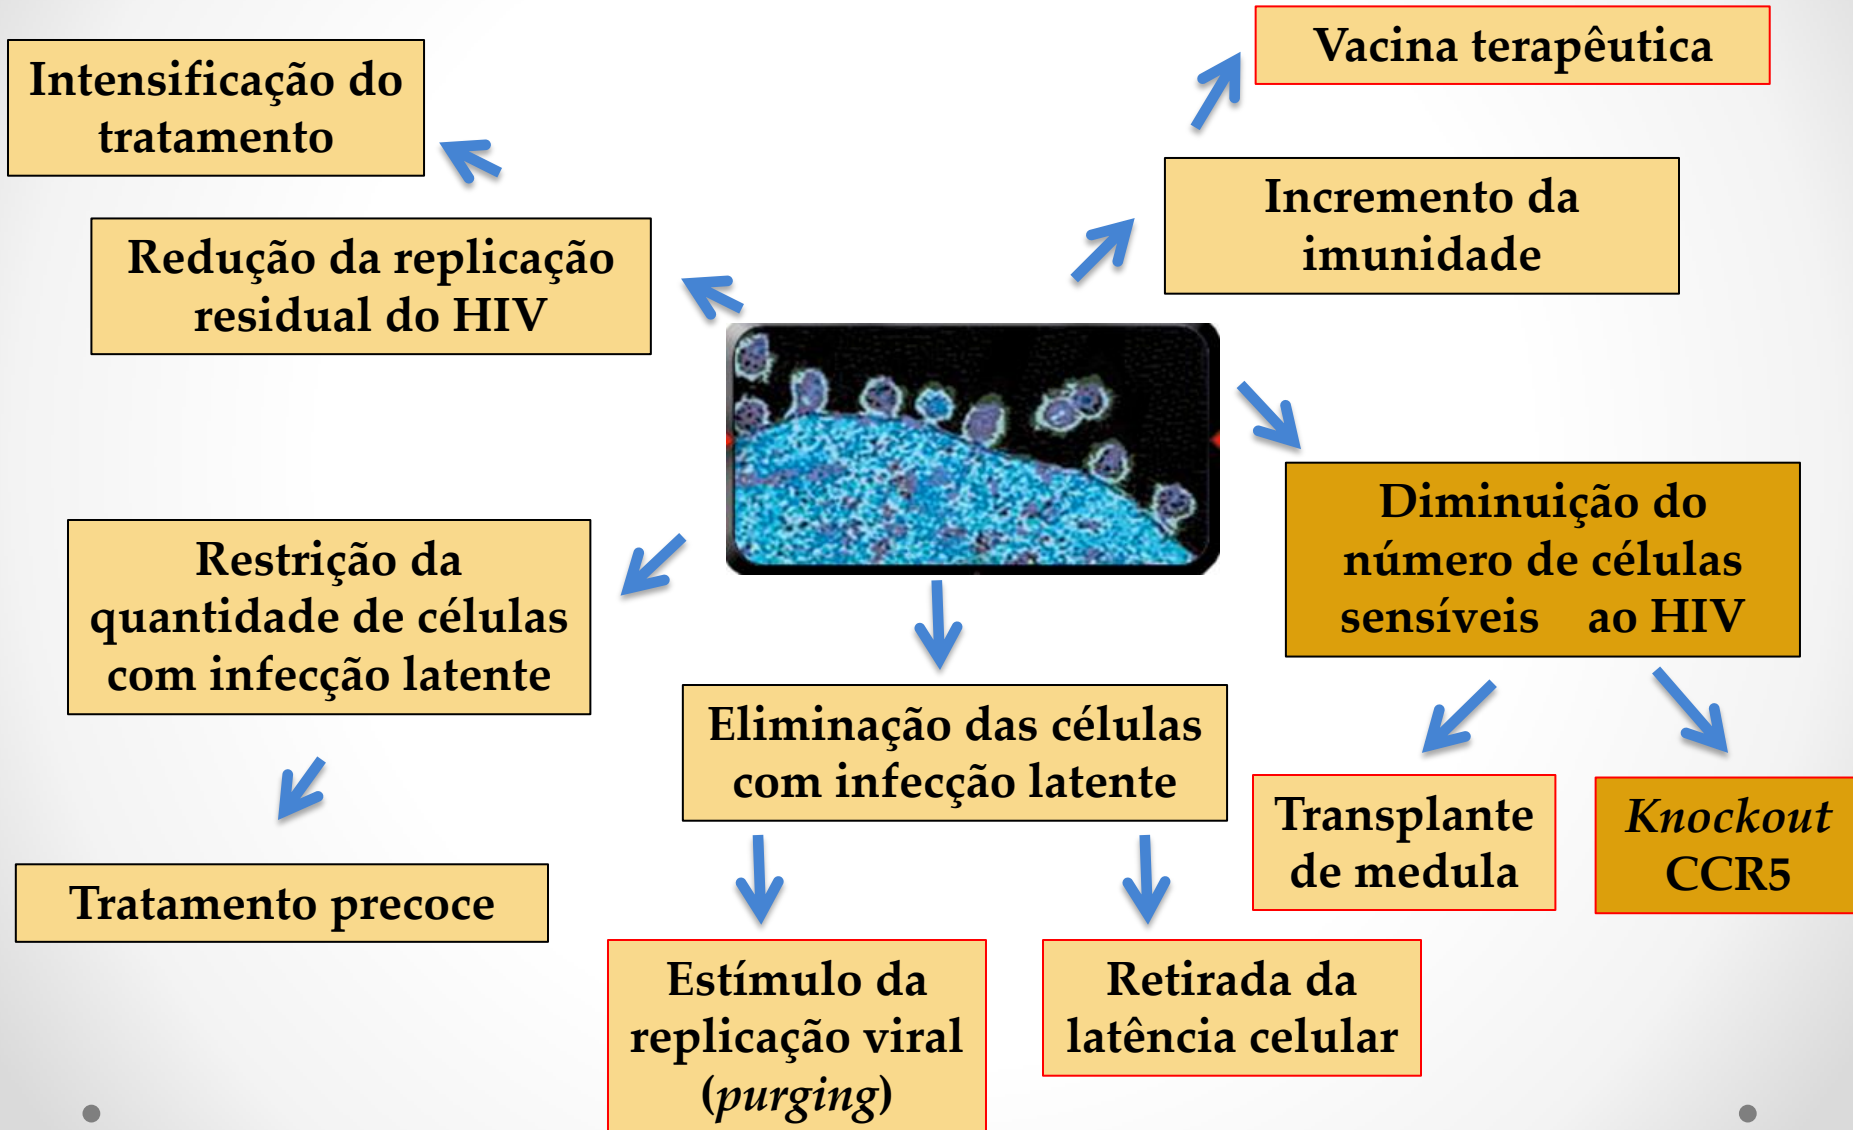 Intensificação do
tratamento
Redução da replicação
residual do HIV
Vacina terapêutica
Incremento da
imunidade
Restrição da
quantidade de células
com infecção latente
Tratamento precoce
Eliminação das células
com infecção latente
Estímulo da
replicação viral
(purging)
Retirada da
latência celular
Diminuição do
número de células
sensíveis ao HIV
Transplante
de medula
Knockout
CCR5